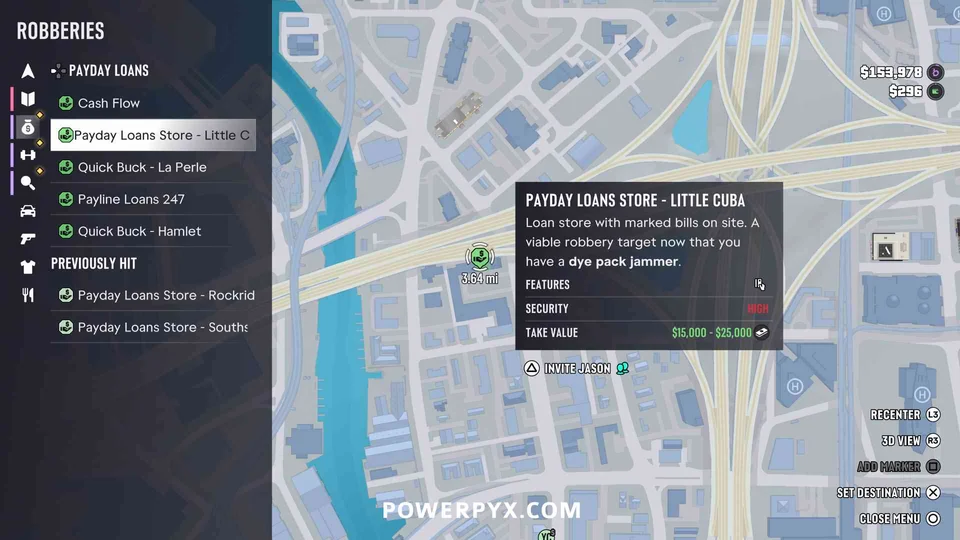 ROBBERIES
PAYDAY LOANS
Cash Flow
Payday Loans Store - Little C
Quick Buck - La Perle
Payline Loans 247
Quick Buck - Hamlet
PREVIOUSLY HIT
Payday Loans Store - Rockrid
Payday Loans Store - Souths
$153,978
$296
3.64 mi
PAYDAY LOANS STORE - LITTLE CUBA
Loan store with marked bills on site. A
viable robbery target now that you
have a dye pack jammer.
FEATURES
SECURITY HIGH
TAKE VALUE $15,000 - $25,000
INVITE JASON
H
H
H
H
RECENTER L3
3D VIEW R3
ADD MARKER
SET DESTINATION
CLOSE MENU
POWERPYX.COM